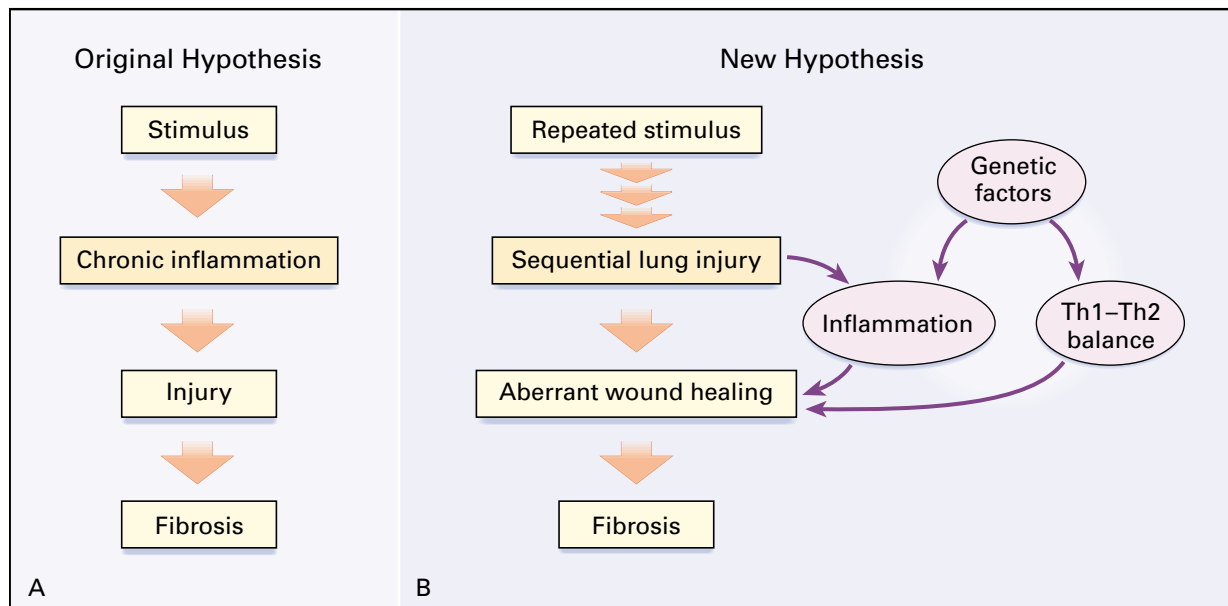 Original Hypothesis
Stimulus
Chronic inflammation
Injury
Fibrosis
A
New Hypothesis
Repeated stimulus
Sequential lung injury
Aberrant wound healing
Fibrosis
Genetic
factors
Inflammation
Th1–Th2
balance
B